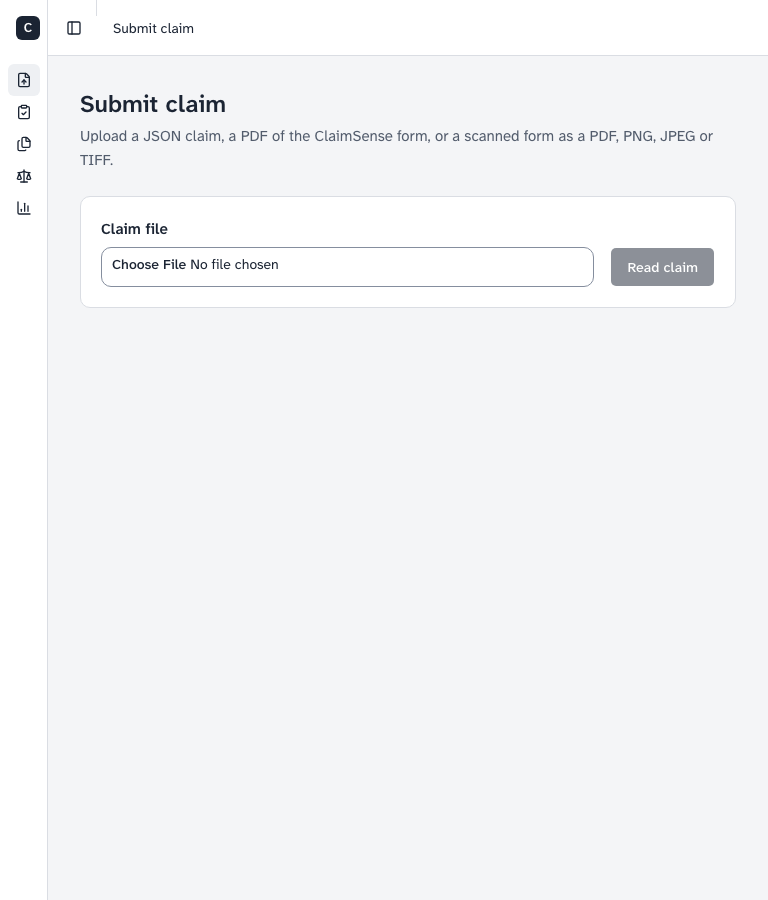 C
Submit claim
Submit claim
Upload a JSON claim, a PDF of the ClaimSense form, or a scanned form as a PDF, PNG, JPEG or
TIFF.
Claim file
Choose File No file chosen
Read claim